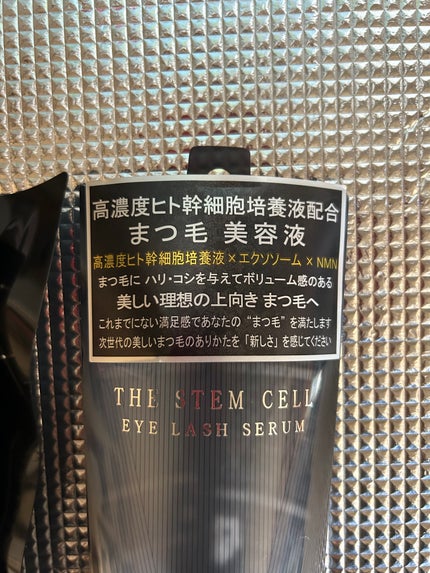 高濃度ヒト幹細胞培養液配合
まつ毛 美容液
高濃度ヒト幹細胞培養液×エクソソーム×NMN
まつ毛に ハリ・コシを与えてボリューム感のある
美しい理想の上向き まつ毛へ
これまでにない満足感であなたの “まつ毛” を満たします
次世代の美しいまつ毛のありかたを「新しさ」を感じてください
THE STEM CELL
EYE LASH SERUM